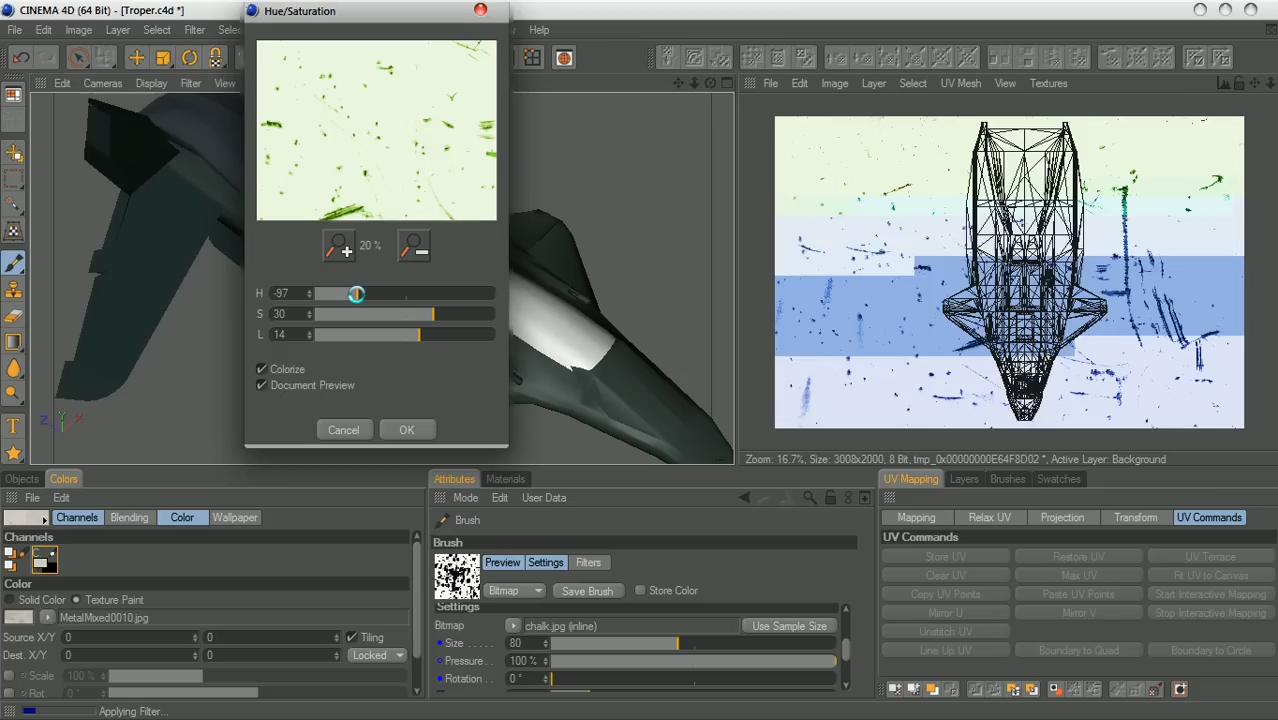 CINEMA 4D (64 Bit) - [Troper.c4d *]
Hue/Saturation
File Edit Image Layer Select Filter Help
Edit Cameras Display Filter View
File Edit Image Layer Select UV Mesh View Textures
20 %
H -97
S 30
L 14
Colorize
Document Preview
Cancel OK
Zoom: 16.7%, Size: 3008x2000, 8 Bit, tmp_0x00000000E64F8D02 *, Active Layer: Background
Objects Colors
File Edit
Channels Blending Color Wallpaper
Channels
Color
Solid Color Texture Paint
MetalMixed0010.jpg
Source X/Y 0 0 Tiling
Dest. X/Y 0 0 Locked
Scale 100 %
Rot. 0 °
Attributes Materials
Mode Edit User Data
Brush
Brush
Preview Settings Filters
Bitmap Save Brush Store Color
Settings
Bitmap chalk.jpg (inline) Use Sample Size
Size . . . . . 80
Pressure. . 100 %
Rotation . . 0 °
UV Mapping Layers Brushes Swatches
Mapping Relax UV Projection Transform UV Commands
UV Commands
Store UV Restore UV UV Terrace
Clear UV Max UV Fit UV to Canvas
Copy UV Points Paste UV Points Start Interactive Mapping
Mirror U Mirror V Stop Interactive Mapping
Unstitch UV
Line Up UV Boundary to Quad Boundary to Circle
Applying Filter...